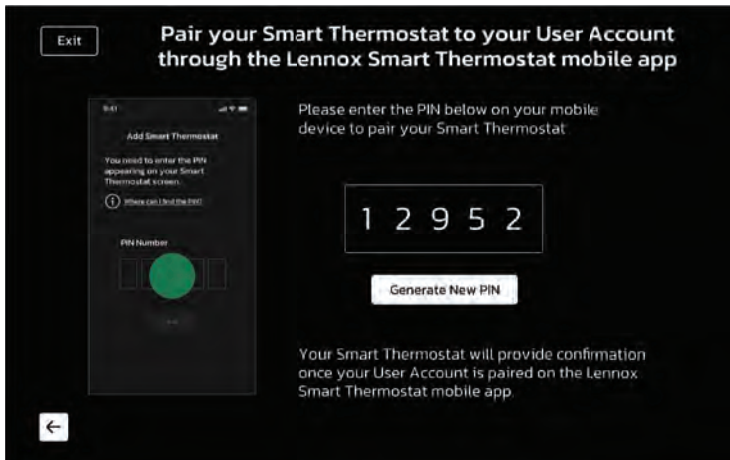 Exit
Pair your Smart Thermostat to your User Account
through the Lennox Smart Thermostat mobile app
9:41
Add Smart Thermostat
You need to enter the PIN
appearing on your Smart
Thermostat screen.
Where can I find the PIN?
PIN Number
Please enter the PIN below on your mobile
device to pair your Smart Thermostat
1 2 9 5 2
Generate New PIN
Your Smart Thermostat will provide confirmation
once your User Account is paired on the Lennox
Smart Thermostat mobile app.